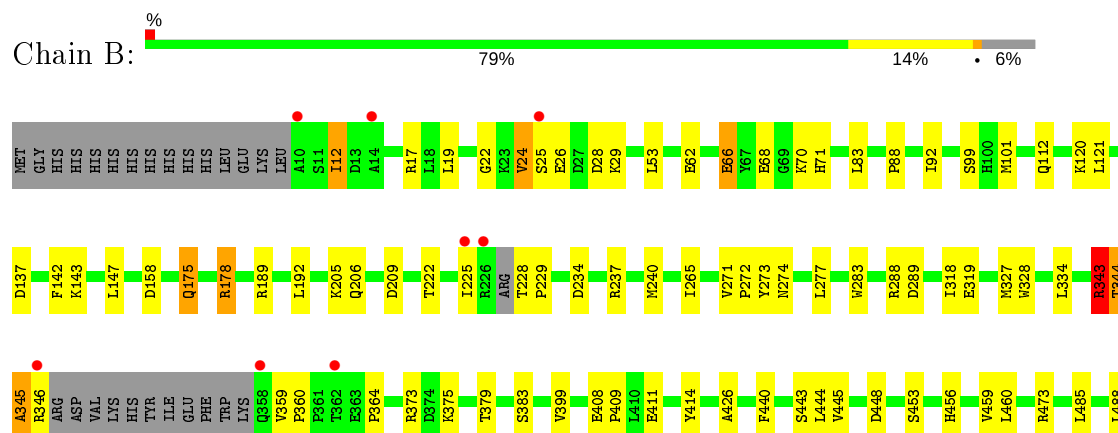 %
Chain B:
79% 14% • 6%
MET GLY HIS HIS HIS HIS HIS HIS HIS HIS HIS HIS LEU GLU LYS LEU A10 S11 I12 D13 A14 R17 L18 L19 G22 K23 V24 S25 E26 D27 D28 K29 L53 E62 E66 Y67 E68 G69 K70 H71 L83 P88 I92 S99 H100 M101 Q112 K120 L121
D137 F142 K143 L147 D158 Q175 R178 R189 L192 K205 Q206 D209 T222 I225 R226 ARG T228 P229 D234 R237 M240 I265 V271 P272 Y273 N274 L277 W283 R288 D289 I318 E319 M327 W328 L334 R343 T344
A345 R346 ARG ASP VAL LYS HIS TYR ILE GLU PHE TRP LYS Q358 V359 P360 P361 T362 E363 P364 R373 D374 K375 T379 S383 V399 E408 P409 L410 E411 Y414 A426 F440 S443 L444 V445 D448 S453 H456 V459 L460 R473 L485 L488